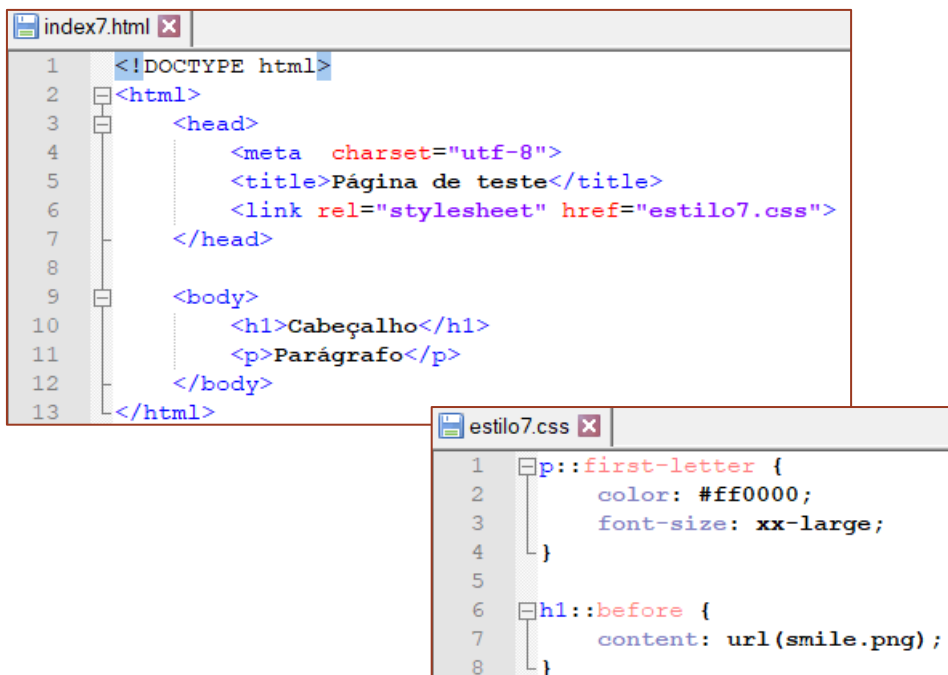 index7.html
1 <!DOCTYPE html>
2 <html>
3 <head>
4 <meta  charset="utf-8">
5 <title>Página de teste</title>
6 <link rel="stylesheet" href="estilo7.css">
7 </head>
8
9 <body>
10 <h1>Cabeçalho</h1>
11 <p>Parágrafo</p>
12 </body>
13 </html>
estilo7.css
1 p::first-letter {
2 color: #ff0000;
3 font-size: xx-large;
4 }
5
6 h1::before {
7 content: url(smile.png);
8 }